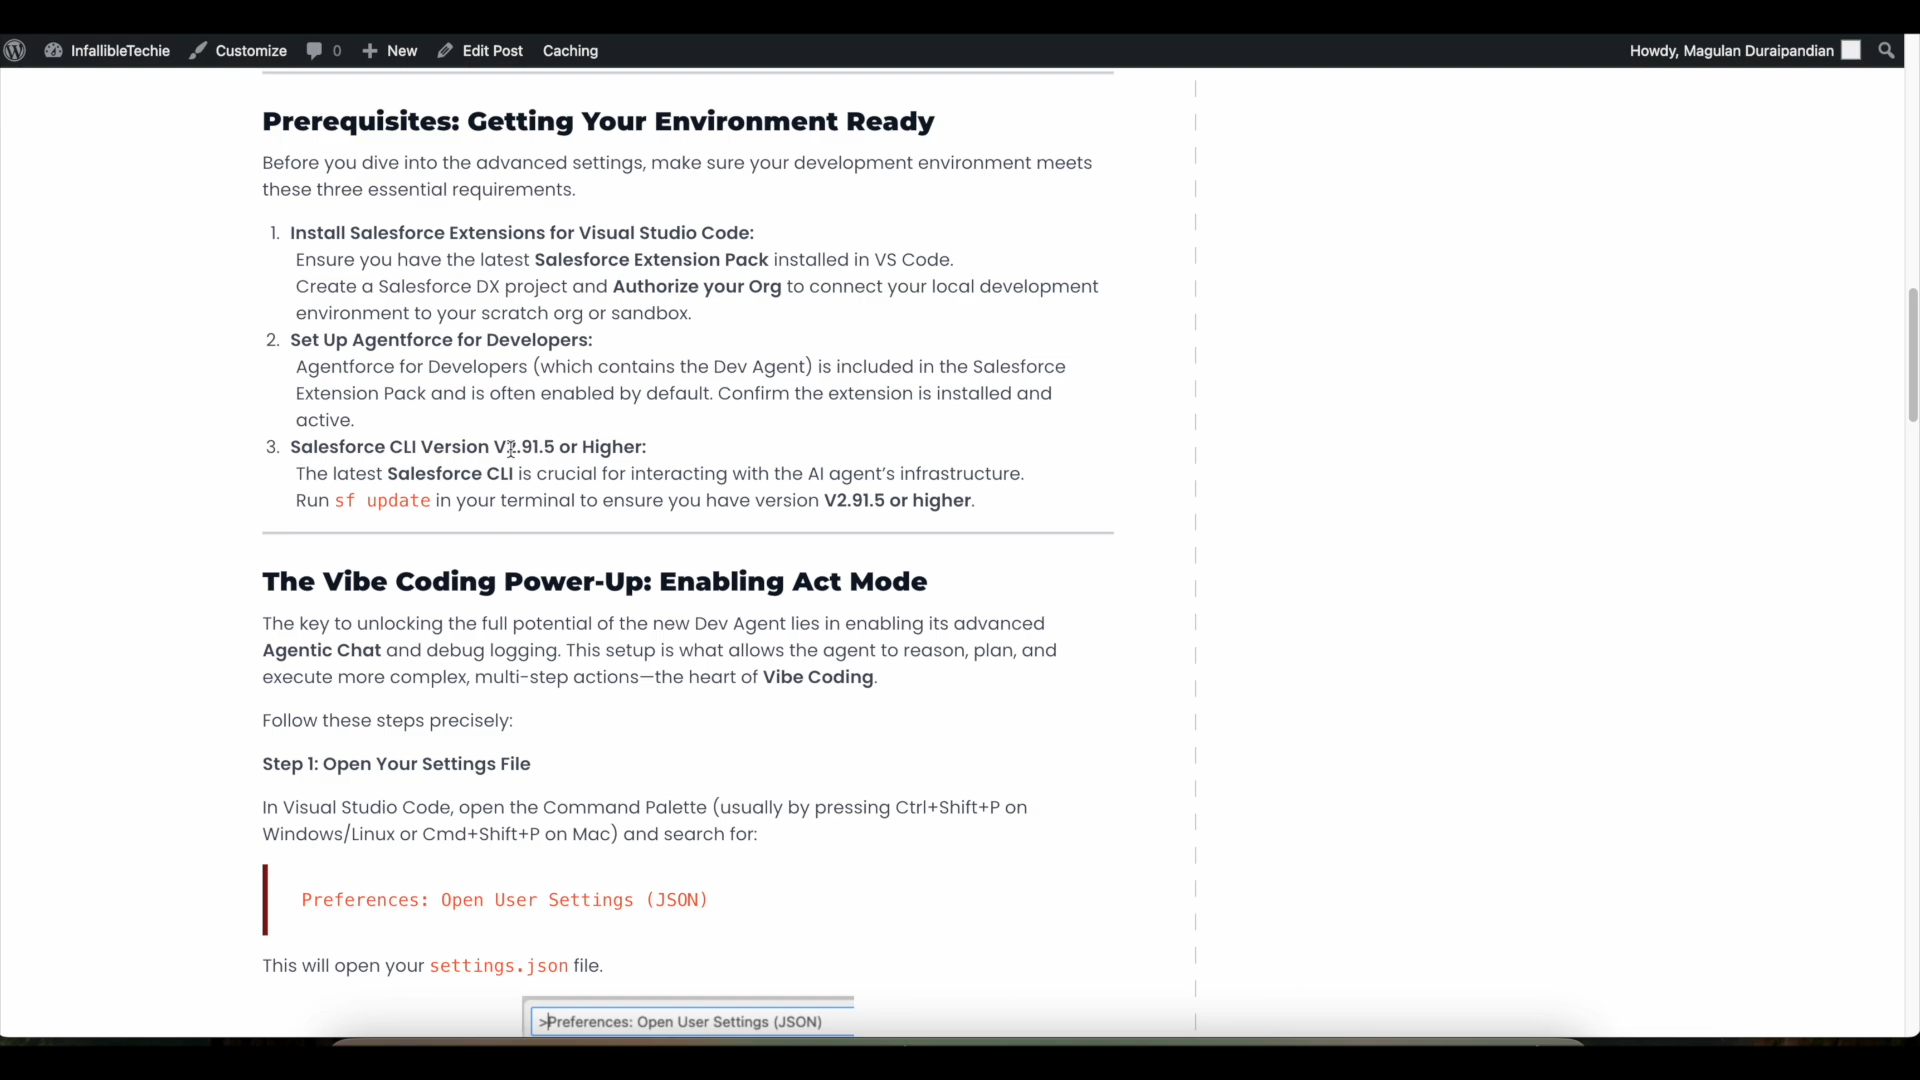 InfallibleTechie Customize 0 New Edit Post Caching Howdy, Magulan Duraipandian
Prerequisites: Getting Your Environment Ready
Before you dive into the advanced settings, make sure your development environment meets
these three essential requirements.
1. Install Salesforce Extensions for Visual Studio Code:
Ensure you have the latest Salesforce Extension Pack installed in VS Code.
Create a Salesforce DX project and Authorize your Org to connect your local development
environment to your scratch org or sandbox.
2. Set Up Agentforce for Developers:
Agentforce for Developers (which contains the Dev Agent) is included in the Salesforce
Extension Pack and is often enabled by default. Confirm the extension is installed and
active.
3. Salesforce CLI Version V2.91.5 or Higher:
The latest Salesforce CLI is crucial for interacting with the AI agent’s infrastructure.
Run sf update in your terminal to ensure you have version V2.91.5 or higher.
The Vibe Coding Power-Up: Enabling Act Mode
The key to unlocking the full potential of the new Dev Agent lies in enabling its advanced
Agentic Chat and debug logging. This setup is what allows the agent to reason, plan, and
execute more complex, multi-step actions—the heart of Vibe Coding.
Follow these steps precisely:
Step 1: Open Your Settings File
In Visual Studio Code, open the Command Palette (usually by pressing Ctrl+Shift+P on
Windows/Linux or Cmd+Shift+P on Mac) and search for:
Preferences: Open User Settings (JSON)
This will open your settings.json file.
>Preferences: Open User Settings (JSON)